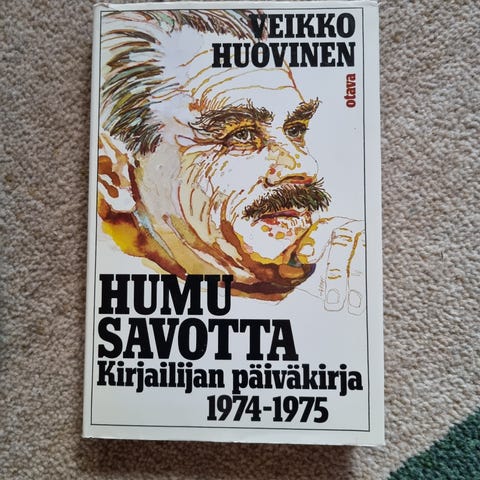 VEIKKO
HUOVINEN
otava
HUMU
SAVOTTA
Kirjailijan päiväkirja
1974-1975